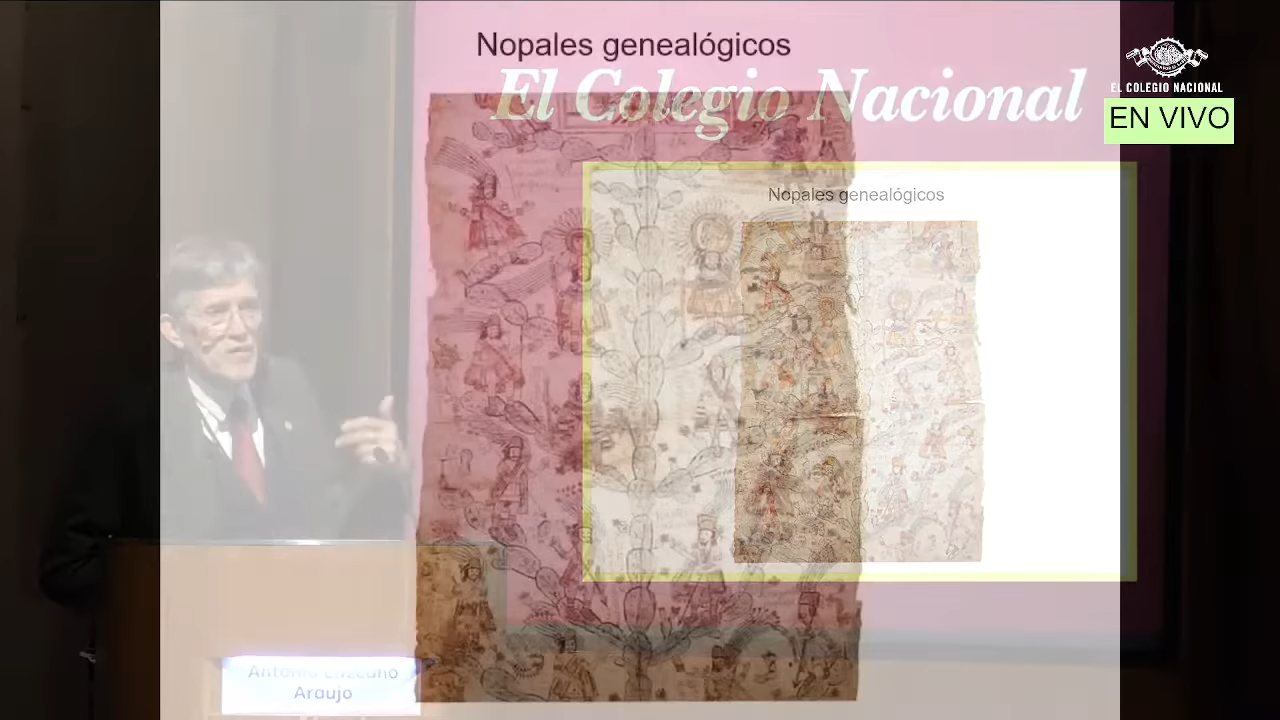 Nopales genealógicos
El Colegio Nacional
EL COLEGIO NACIONAL
EN VIVO
Nopales genealógicos
Antonio Lazcano
Araujo